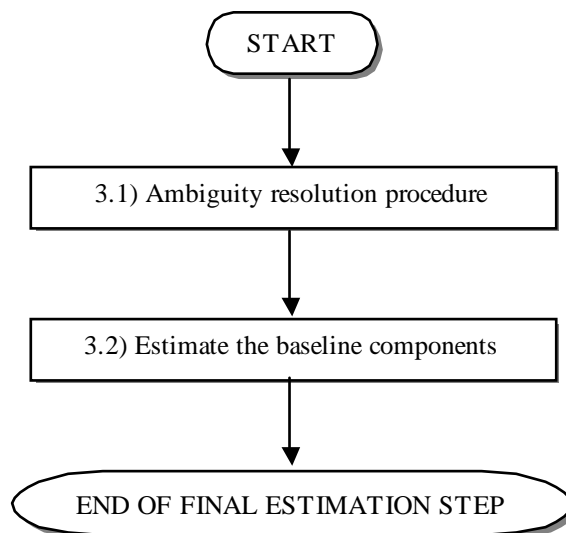 START
3.1) Ambiguity resolution procedure
3.2) Estimate the baseline components
END OF FINAL ESTIMATION STEP